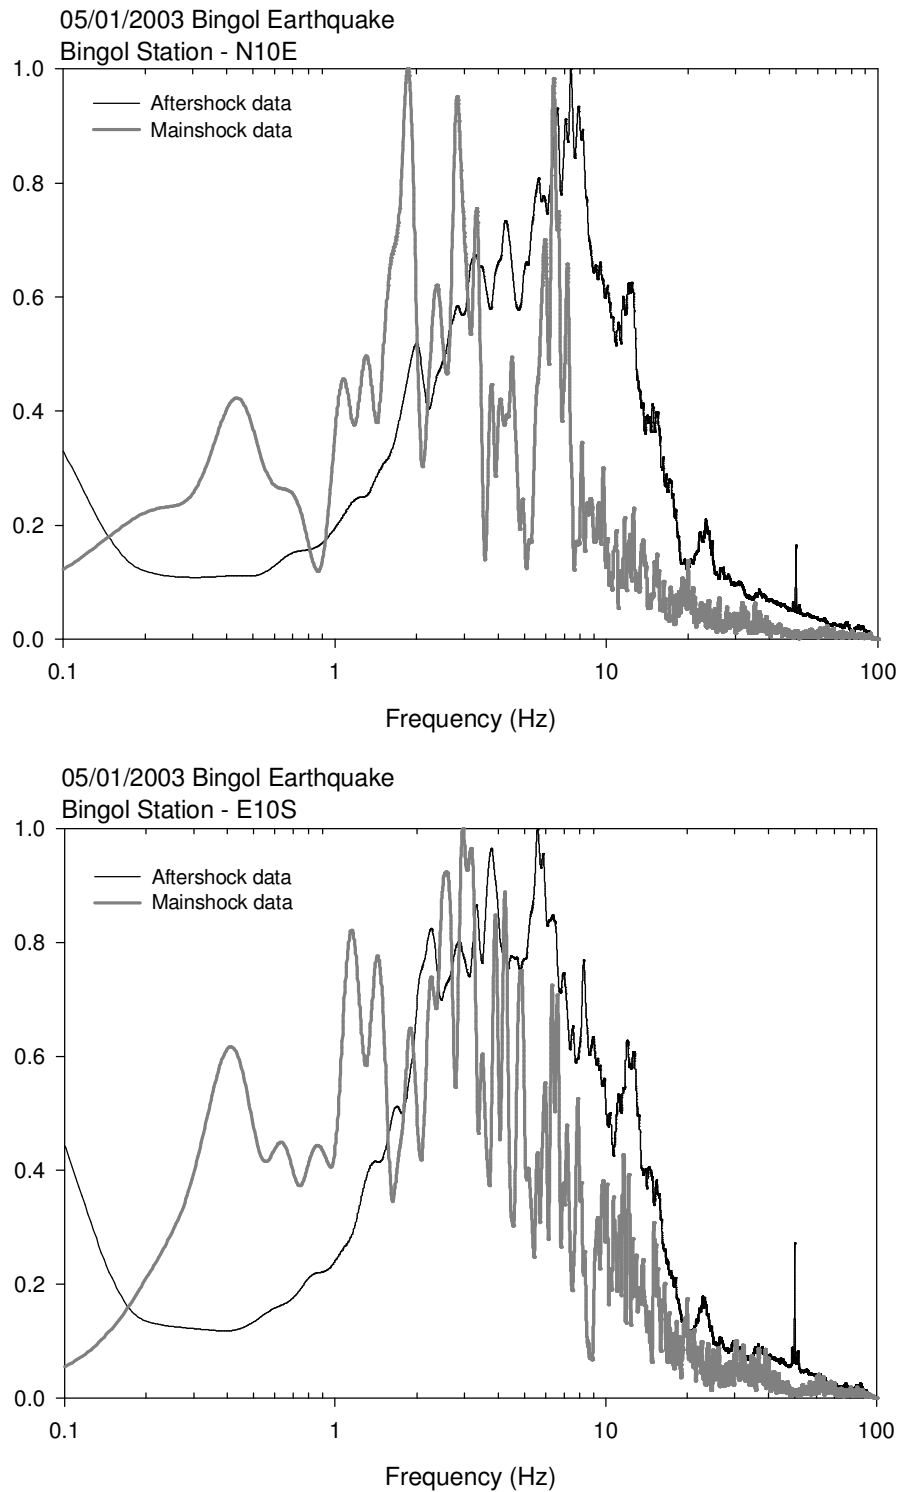 05/01/2003 Bingol Earthquake
Bingol Station - N10E
1.0
Aftershock data
Mainshock data
0.8
0.6
0.4
0.2
0.0
0.1 1 10 100
Frequency (Hz)
05/01/2003 Bingol Earthquake
Bingol Station - E10S
1.0
Aftershock data
Mainshock data
0.8
0.6
0.4
0.2
0.0
0.1 1 10 100
Frequency (Hz)